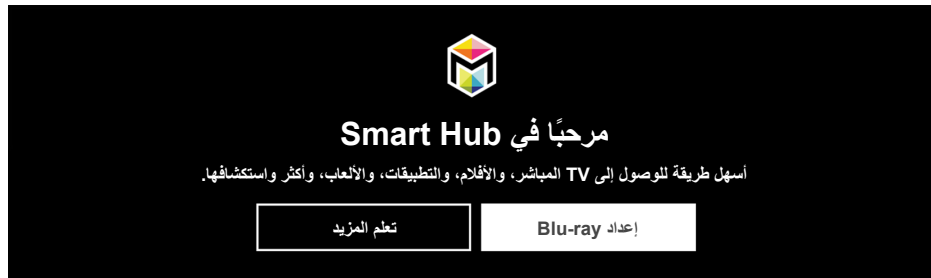 مرحبًا في Smart Hub
أسهل طريقة للوصول إلى TV المباشر، والأفلام، والتطبيقات، والألعاب، وأكثر واستكشافها.
إعداد Blu-ray
تعلم المزيد